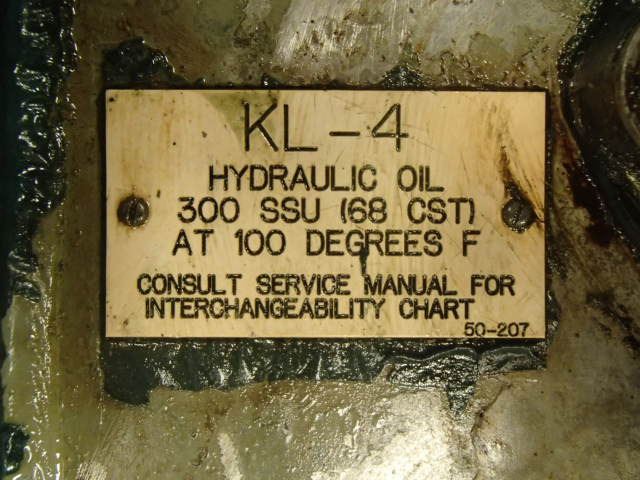 KL-4
HYDRAULIC OIL
300 SSU (68 CST)
AT 100 DEGREES F
CONSULT SERVICE MANUAL FOR
INTERCHANGEABILITY CHART
50-207